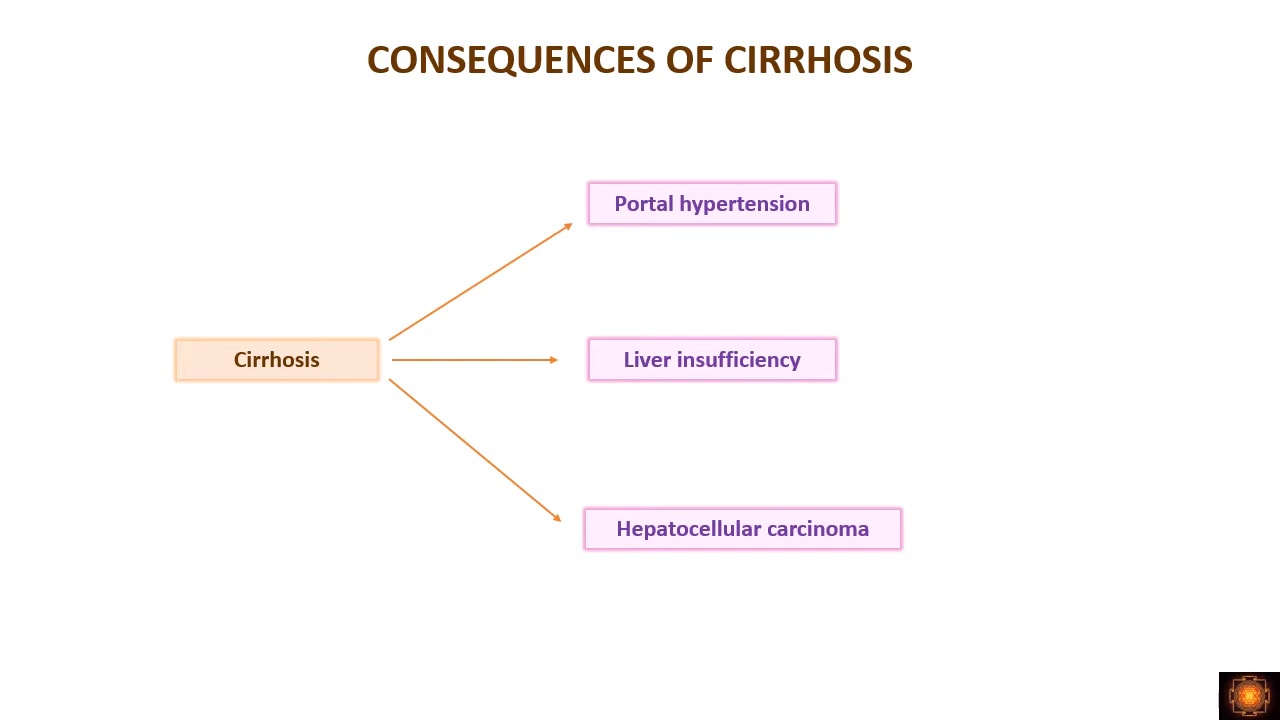 CONSEQUENCES OF CIRRHOSIS
Portal hypertension
Cirrhosis
Liver insufficiency
Hepatocellular carcinoma